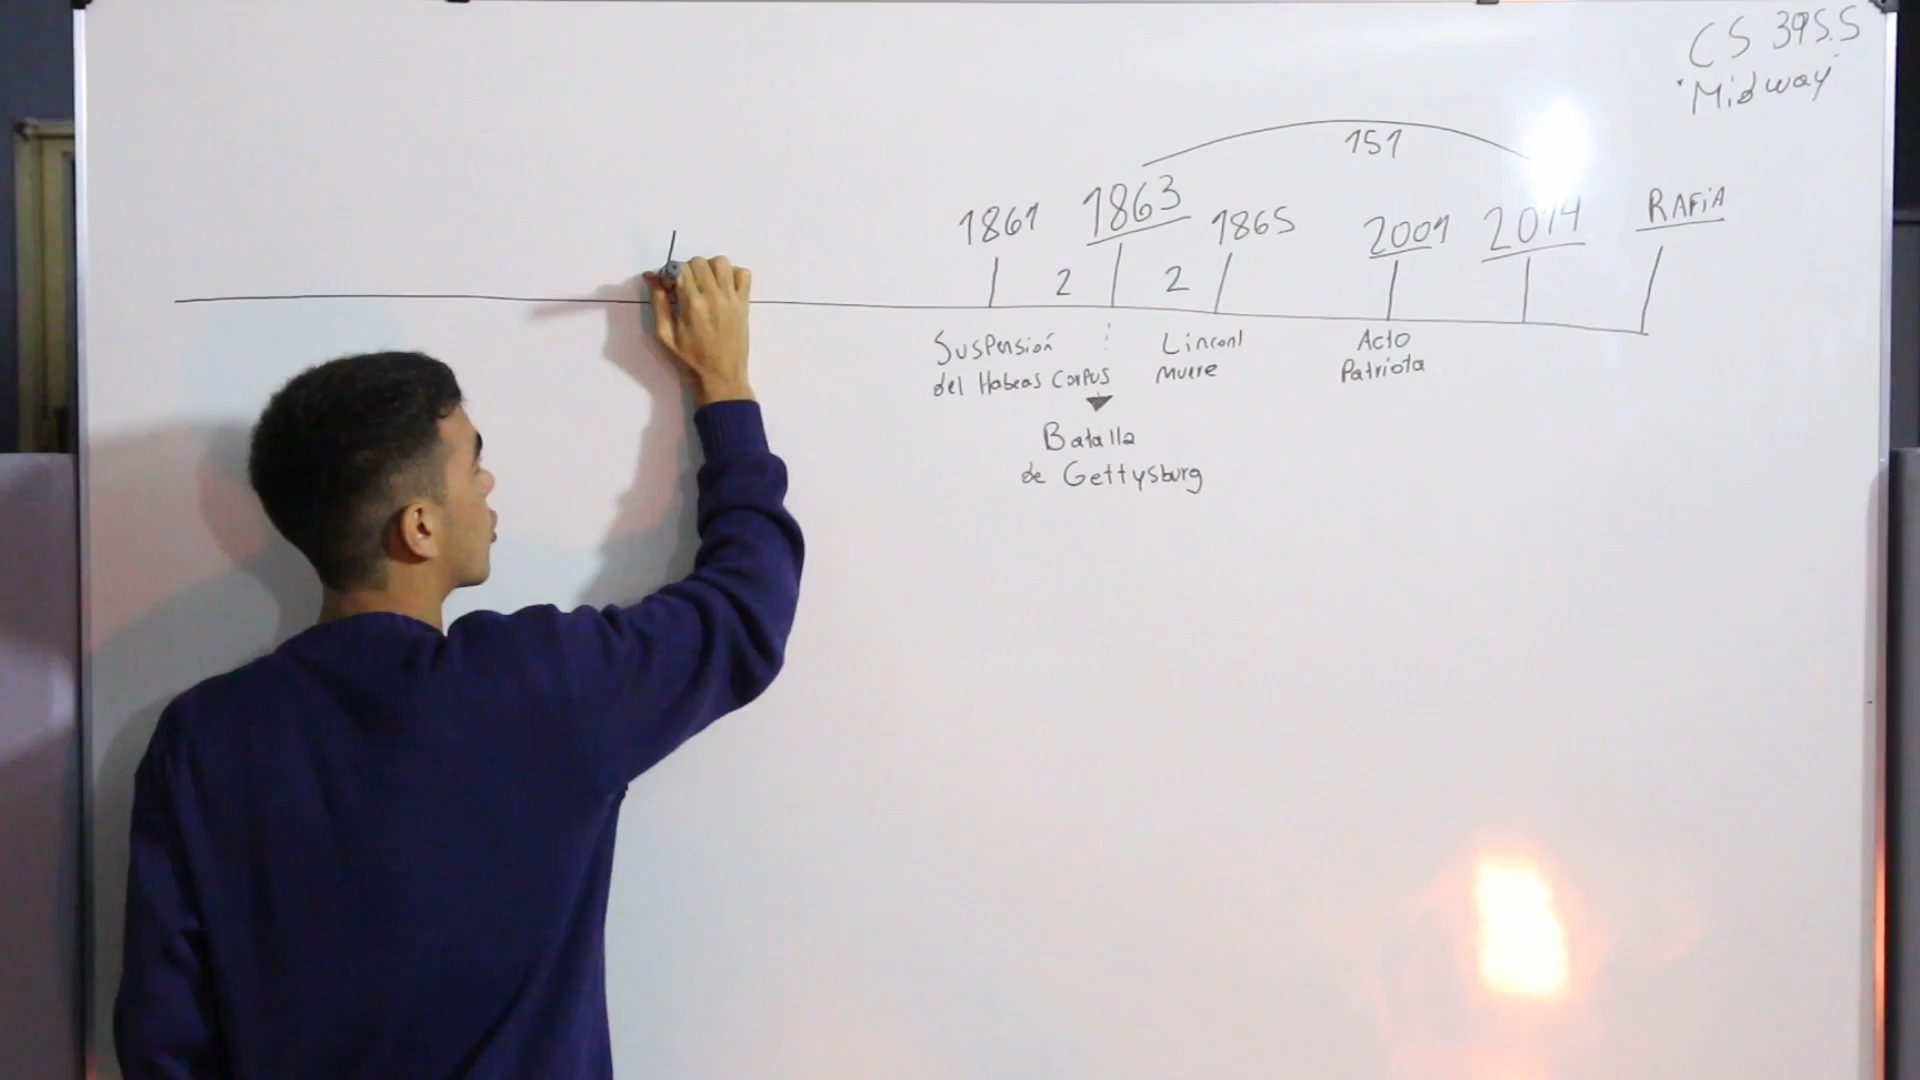 CS 395.5
"Midway"
151
1861 1863 1865 2001 2014 RAFIA
2 2
Suspensión
del Habeas Corpus
Linconl
muere
Acto
Patriota
Batalla
de Gettysburg